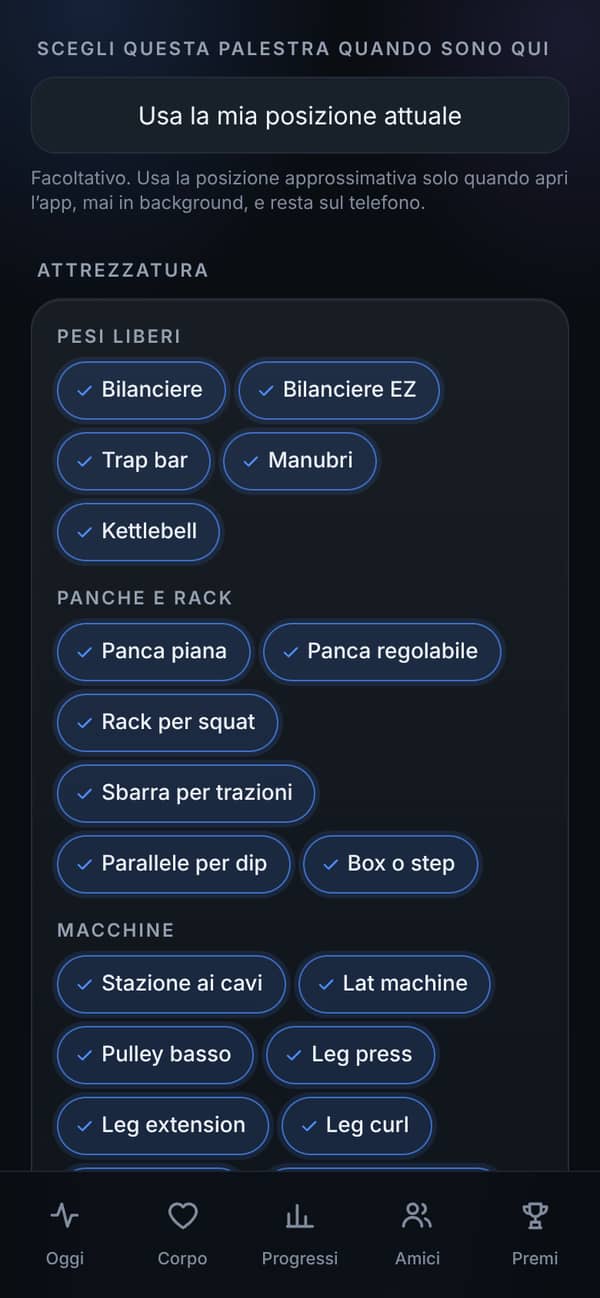 SCEGLI QUESTA PALESTRA QUANDO SONO QUI
Usa la mia posizione attuale
Facoltativo. Usa la posizione approssimativa solo quando apri
l’app, mai in background, e resta sul telefono.
ATTREZZATURA
PESI LIBERI
Bilanciere
Bilanciere EZ
Trap bar
Manubri
Kettlebell
PANCHE E RACK
Panca piana
Panca regolabile
Rack per squat
Sbarra per trazioni
Parallele per dip
Box o step
MACCHINE
Stazione ai cavi
Lat machine
Pulley basso
Leg press
Leg extension
Leg curl
Oggi
Corpo
Progressi
Amici
Premi